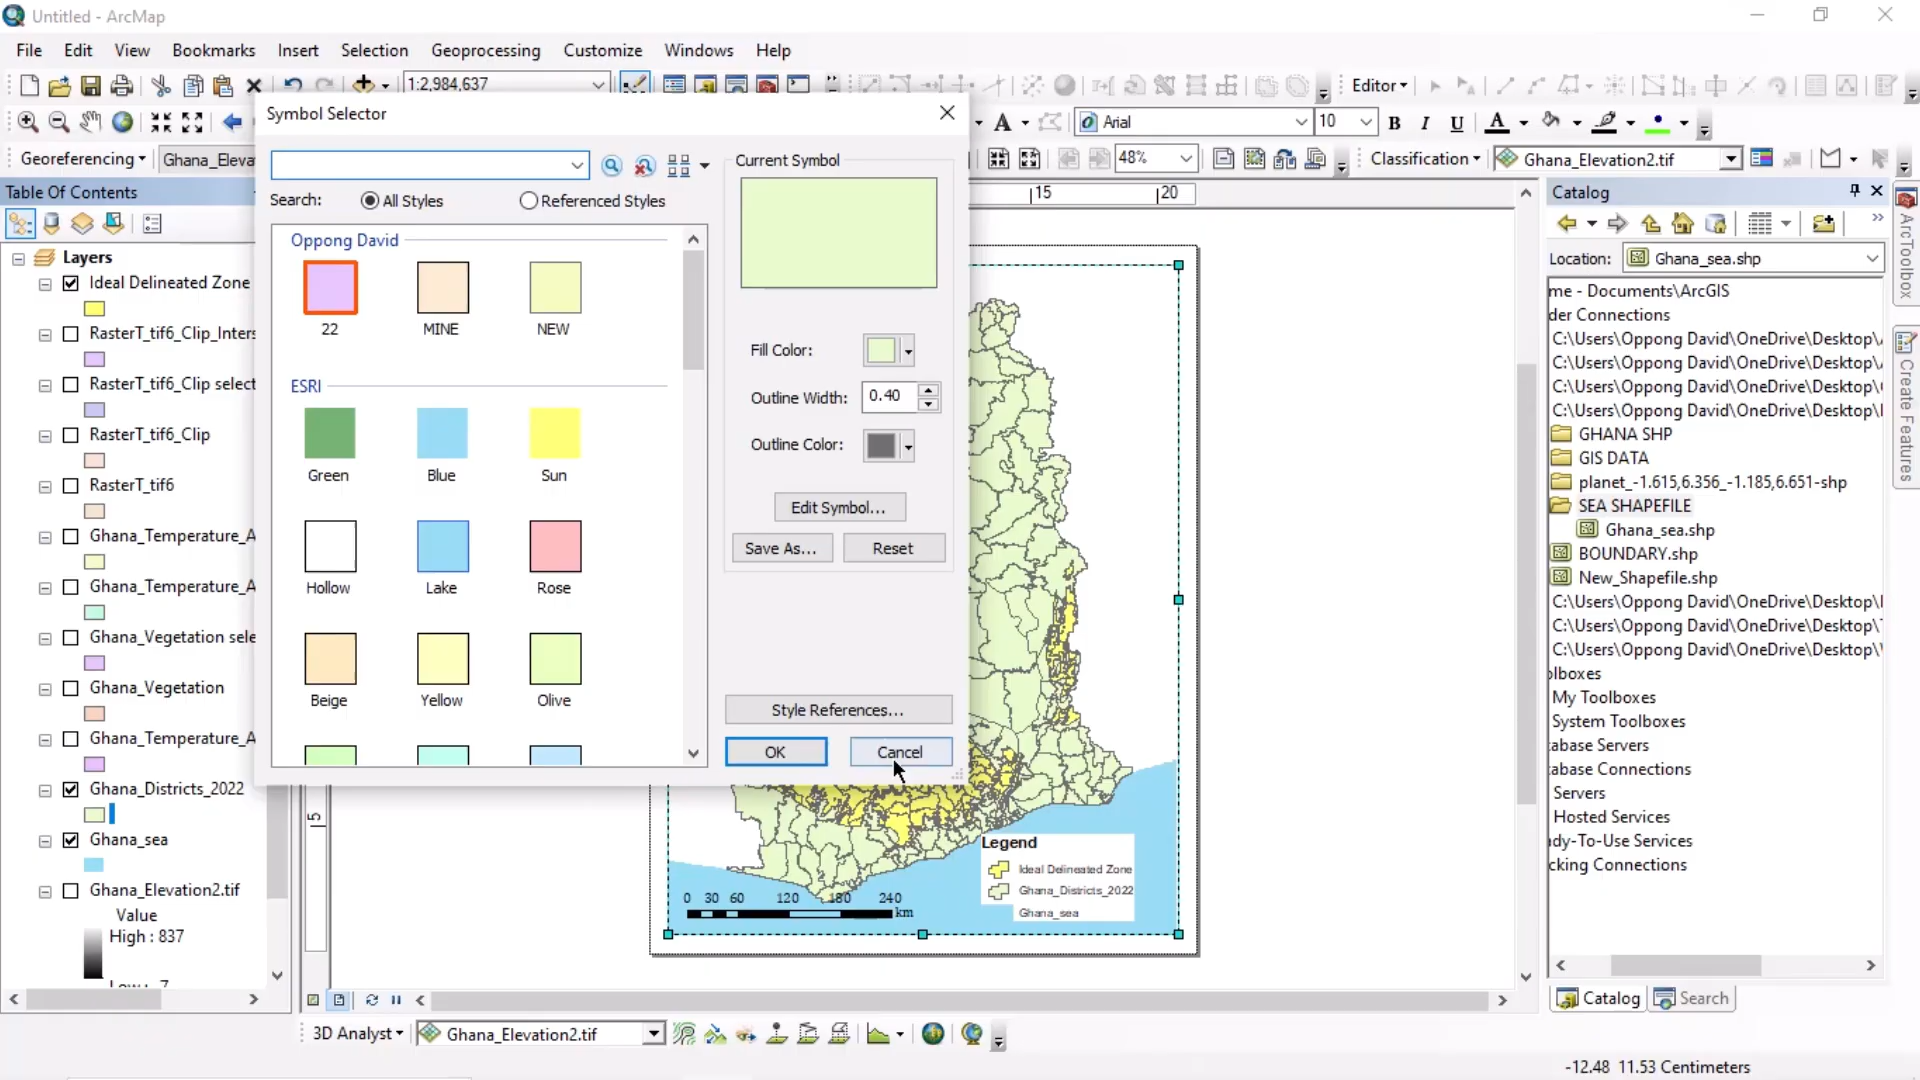 Untitled - ArcMap
File Edit View Bookmarks Insert Selection Geoprocessing Customize Windows Help
1:2,984,637
Editor
Arial
10
B I U A
Georeferencing
Ghana_Eleva
48%
Classification
Ghana_Elevation2.tif
Table Of Contents
Layers
Ideal Delineated Zone
RasterT_tif6_Clip_Inters
RasterT_tif6_Clip select
RasterT_tif6_Clip
RasterT_tif6
Ghana_Temperature_A
Ghana_Temperature_A
Ghana_Vegetation sele
Ghana_Vegetation
Ghana_Temperature_A
Ghana_Districts_2022
Ghana_sea
Ghana_Elevation2.tif
Value
High : 837
Symbol Selector
Search:
All Styles
Referenced Styles
Oppong David
22
MINE
NEW
ESRI
Green
Blue
Sun
Hollow
Lake
Rose
Beige
Yellow
Olive
Current Symbol
Fill Color:
Outline Width:
0.40
Outline Color:
Edit Symbol...
Save As...
Reset
Style References...
OK
Cancel
15
20
5
Legend
Ideal Delineated Zone
Ghana_Districts_2022
Ghana_sea
0 30 60 120 180 240
km
Catalog
Location:
Ghana_sea.shp
me - Documents\ArcGIS
der Connections
C:\Users\Oppong David\OneDrive\Desktop\
C:\Users\Oppong David\OneDrive\Desktop\
C:\Users\Oppong David\OneDrive\Desktop\
C:\Users\Oppong David\OneDrive\Desktop\
GHANA SHP
GIS DATA
planet_-1.615,6.356_-1.185,6.651-shp
SEA SHAPEFILE
Ghana_sea.shp
BOUNDARY.shp
New_Shapefile.shp
C:\Users\Oppong David\OneDrive\Desktop\
C:\Users\Oppong David\OneDrive\Desktop\
C:\Users\Oppong David\OneDrive\Desktop\
olboxes
My Toolboxes
System Toolboxes
abase Servers
abase Connections
Servers
Hosted Services
ady-To-Use Services
cking Connections
Catalog
Search
ArcToolbox
Create Features
3D Analyst
Ghana_Elevation2.tif
-12.48 11.53 Centimeters